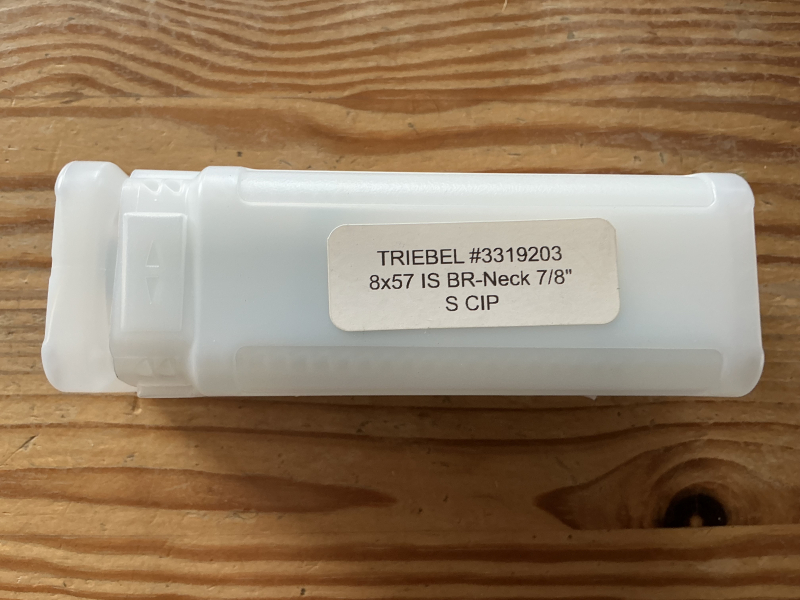 TRIEBEL #3319203
8x57 IS BR-Neck 7/8"
S CIP